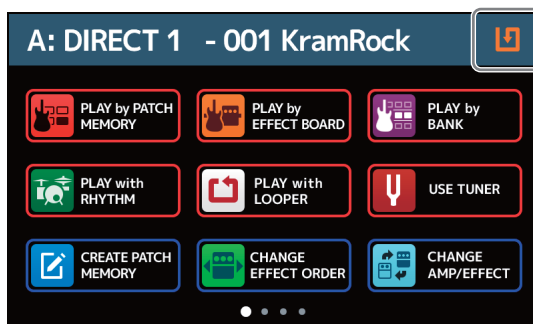 A: DIRECT 1 - 001 KramRock
PLAY by PATCH
MEMORY
PLAY by
EFFECT BOARD
PLAY by
BANK
PLAY with
RHYTHM
PLAY with
LOOPER
USE TUNER
CREATE PATCH
MEMORY
CHANGE
EFFECT ORDER
CHANGE
AMP/EFFECT